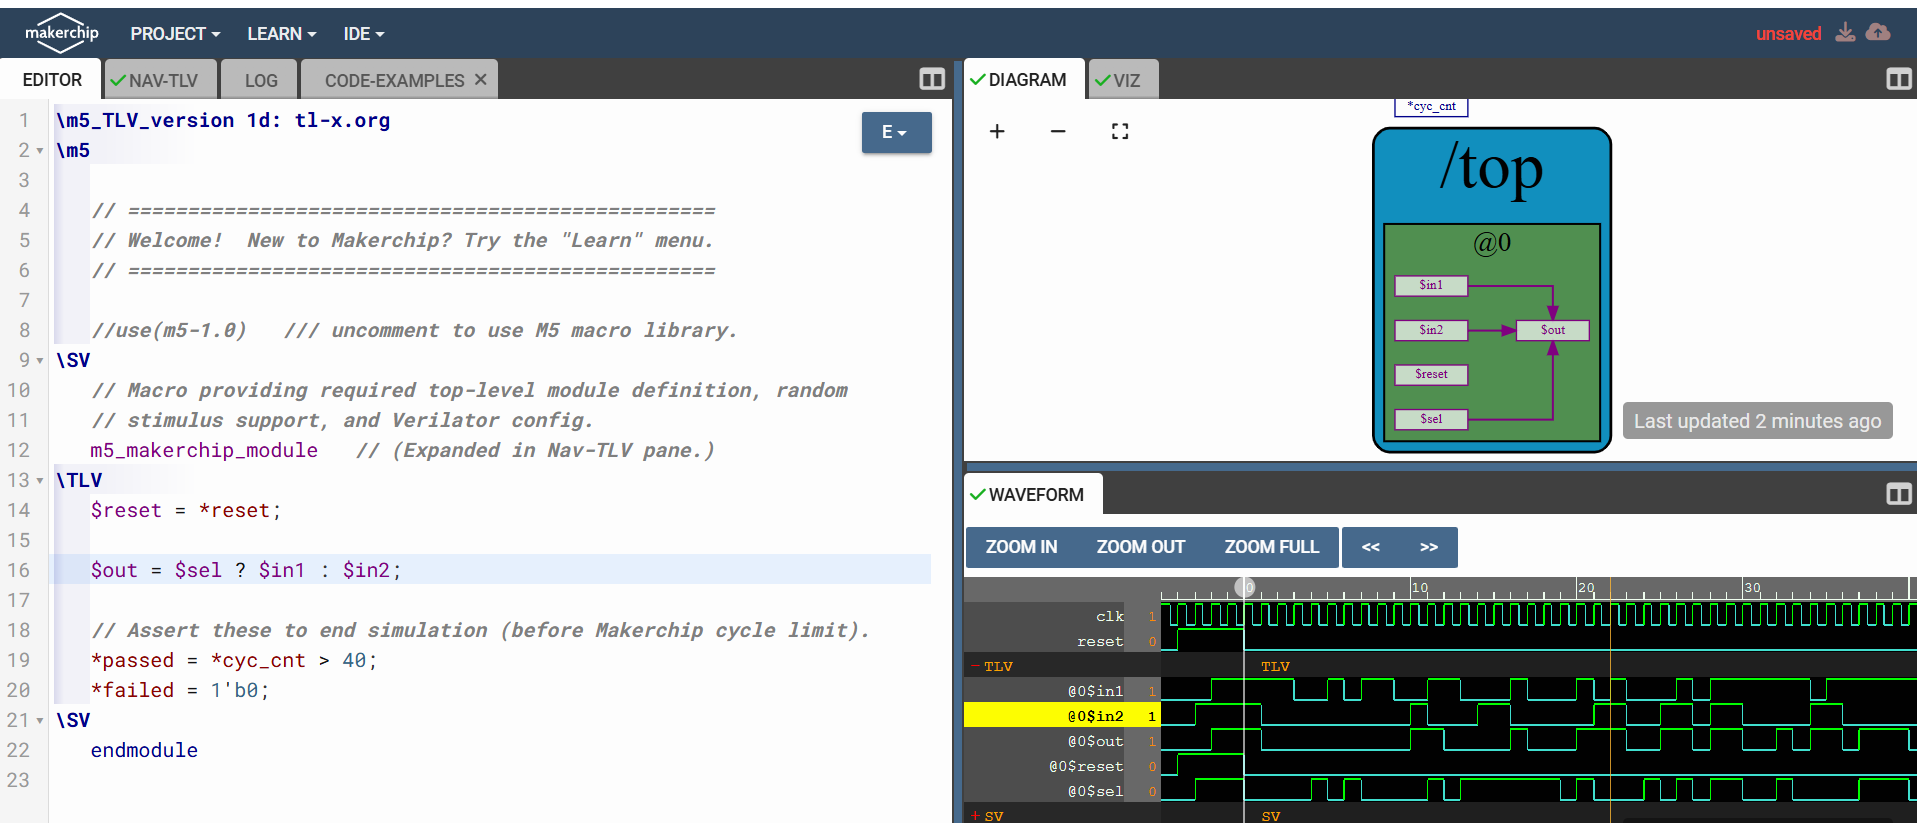 makerchip PROJECT LEARN IDE unsaved
EDITOR NAV-TLV LOG CODE-EXAMPLES
1 \m5_TLV_version 1d: tl-x.org
2 \m5
3
4 // =================================================
5 // Welcome!  New to Makerchip? Try the "Learn" menu.
6 // =================================================
7
8 //use(m5-1.0)   /// uncomment to use M5 macro library.
9 \SV
10 // Macro providing required top-level module definition, random
11 // stimulus support, and Verilator config.
12 m5_makerchip_module   // (Expanded in Nav-TLV pane.)
13 \TLV
14 $reset = *reset;
15
16 $out = $sel ? $in1 : $in2;
17
18 // Assert these to end simulation (before Makerchip cycle limit).
19 *passed = *cyc_cnt > 40;
20 *failed = 1'b0;
21 \SV
22 endmodule
23
E
DIAGRAM VIZ
*cyc_cnt
/top
@0
$in1
$in2 $out
$reset
$sel
Last updated 2 minutes ago
WAVEFORM
ZOOM IN ZOOM OUT ZOOM FULL << >>
0 10 20 30
clk 1
reset 0
- TLV TLV
@0$in1 1
@0$in2 1
@0$out 1
@0$reset 0
@0$sel 0
+ SV SV